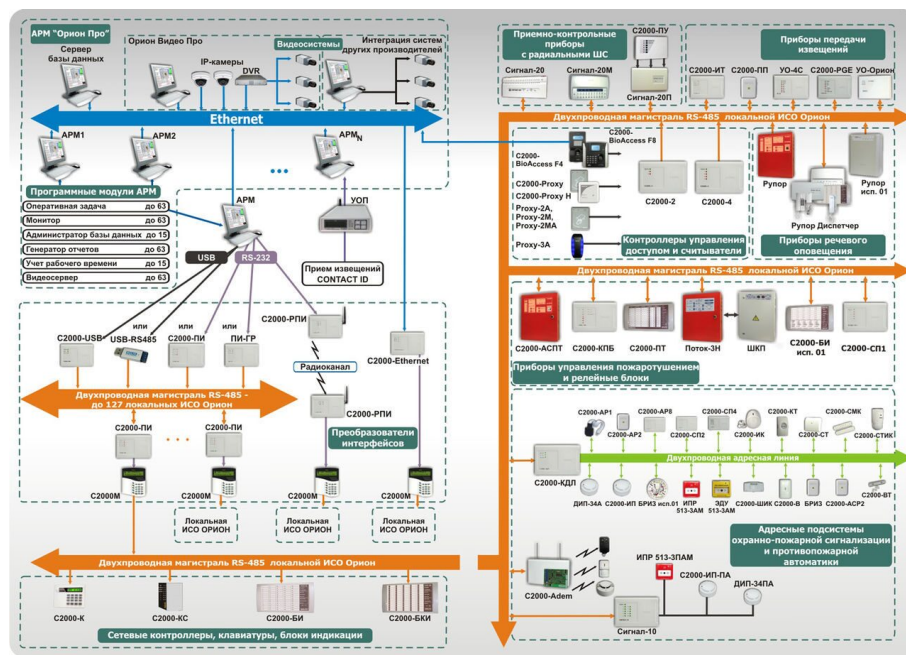 АРМ "Орион Про"
Сервер
базы данных
Орион Видео Про
IP-камеры
DVR
Видеосистемы
Интеграция систем
других производителей
Ethernet
АРМ1
АРМ2
АРМ
N
Программные модули АРМ
Оперативная задача до 63
Монитор до 63
Администратор базы данных до 15
Генератор отчетов до 63
Учет рабочего времени до 15
Видеосервер до 63
АРМ
УОП
USB
RS-232
Прием извещений
CONTACT ID
С2000-USB
или
USB-RS485
или
С2000-ПИ
или
ПИ-ГР
С2000-РПИ
Радиоканал
С2000-РПИ
С2000-Ethernet
Двухпроводная магистраль RS-485 -
до 127 локальных ИСО Орион
С2000-ПИ
С2000-ПИ
Преобразователи
интерфейсов
С2000М
С2000М
С2000М
С2000М
Локальная
ИСО ОРИОН
Локальная
ИСО ОРИОН
Локальная
ИСО ОРИОН
Двухпроводная магистраль RS-485 локальной ИСО Орион
С2000-К
С2000-КС
С2000-БИ
С2000-БКИ
Сетевые контроллеры, клавиатуры, блоки индикации
Приемно-контрольные
приборы
с радиальными ШС
С2000-ПУ
Сигнал-20
Сигнал-20М
Сигнал-20П
Приборы передачи
извещений
С2000-ИТ
С2000-ПП
УО-4С
С2000-PGE
УО-Орион
Двухпроводная магистраль RS-485 локальной ИСО Орион
С2000-
BioAccess F8
С2000-
BioAccess F4
С2000-Proxy
С2000-Proxy H
Proxy-2А,
Proxy-2М,
Proxy-2МА
Proxy-3А
С2000-2
С2000-4
Контроллеры управления
доступом и считыватели
Рупор
Рупор
исп. 01
Рупор Диспетчер
Приборы речевого
оповещения
Двухпроводная магистраль RS-485 локальной ИСО Орион
С2000-АСПТ
С2000-КПБ
С2000-ПТ
Поток-3Н
ШКП
С2000-БИ
исп. 01
С2000-СП1
Приборы управления пожаротушением
и релейные блоки
С2000-АР1
С2000-АР2
С2000-АР8
С2000-СП2
С2000-СП4
С2000-ИК
С2000-КТ
С2000-СТ
С2000-СМК
С2000-СТИК
С2000-КДЛ
Двухпроводная адресная линия
ДИП-34А
С2000-ИП
БРИЗ исп.01
ИПР
513-3АМ
ЭДУ
513-3АМ
С2000-ШИК
С2000-В
БРИЗ
С2000-АСР2
С2000-ВТ
Адресные подсистемы
охранно-пожарной сигнализации
и противопожарной
автоматики
С2000-Adem
ИПР 513-3ПАМ
С2000-ИП-ПА
ДИП-34ПА
Сигнал-10